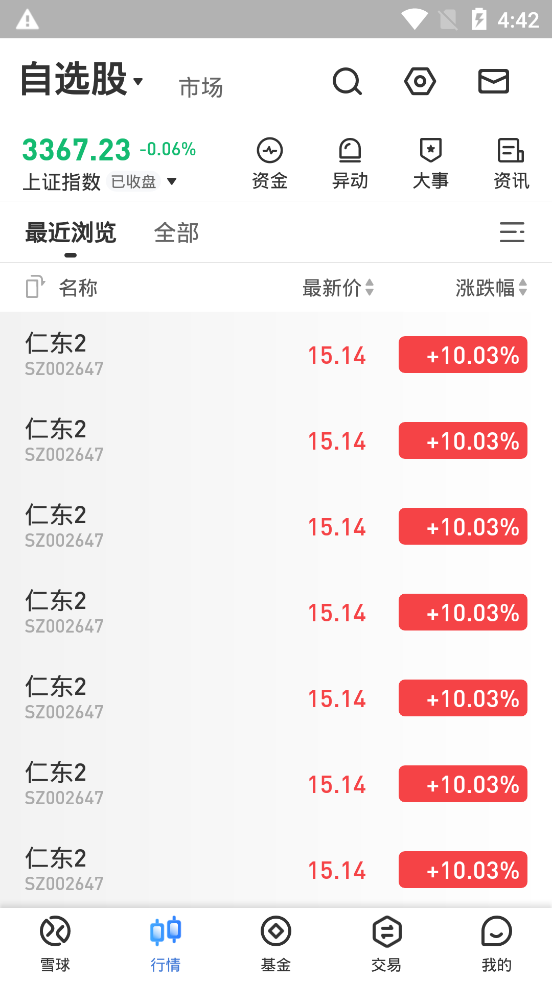 4:42
自选股 市场
3367.23 -0.06%
上证指数 已收盘
资金 异动 大事 资讯
最近浏览 全部
名称 最新价 涨跌幅
仁东2 15.14 +10.03%
SZ002647
仁东2 15.14 +10.03%
SZ002647
仁东2 15.14 +10.03%
SZ002647
仁东2 15.14 +10.03%
SZ002647
仁东2 15.14 +10.03%
SZ002647
仁东2 15.14 +10.03%
SZ002647
仁东2 15.14 +10.03%
SZ002647
雪球 行情 基金 交易 我的